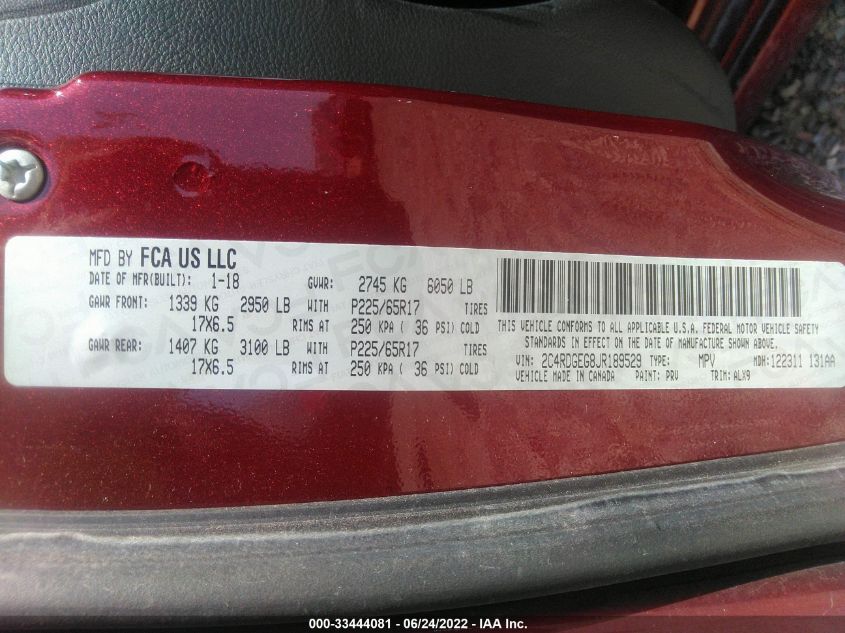 MFD BY FCA US LLC
DATE OF MFR(BUILT): 1-18 GVWR: 2745 KG 6050 LB
GAWR FRONT: 1339 KG 2950 LB WITH P225/65R17 TIRES
17X6.5 RIMS AT 250 KPA ( 36 PSI) COLD
GAWR REAR: 1407 KG 3100 LB WITH P225/65R17 TIRES
17X6.5 RIMS AT 250 KPA ( 36 PSI) COLD
THIS VEHICLE CONFORMS TO ALL APPLICABLE U.S.A. FEDERAL MOTOR VEHICLE SAFETY
STANDARDS IN EFFECT ON THE DATE OF MANUFACTURE SHOWN ABOVE.
VIN: 2C4RDGEG8JR189529 TYPE: MPV MDH: 122311 131AA
VEHICLE MADE IN CANADA PAINT: PRV TRIM: ALX9
000-33444081 - 06/24/2022 - IAA Inc.